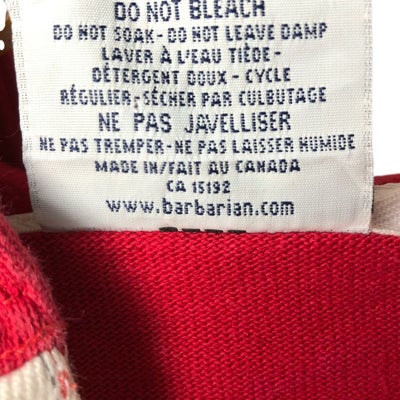 DO NOT BLEACH
DO NOT SOAK-DO NOT LEAVE DAMP
LAVER À L'EAU TIÈDE-
DÉTERGENT DOUX - CYCLE
RÉGULIER-SÉCHER PAR CULBUTAGE
NE PAS JAVELLISER
NE PAS TREMPER-NE PAS LAISSER HUMIDE
MADE IN/FAIT AU CANADA
CA 15192
www.barbarian.com